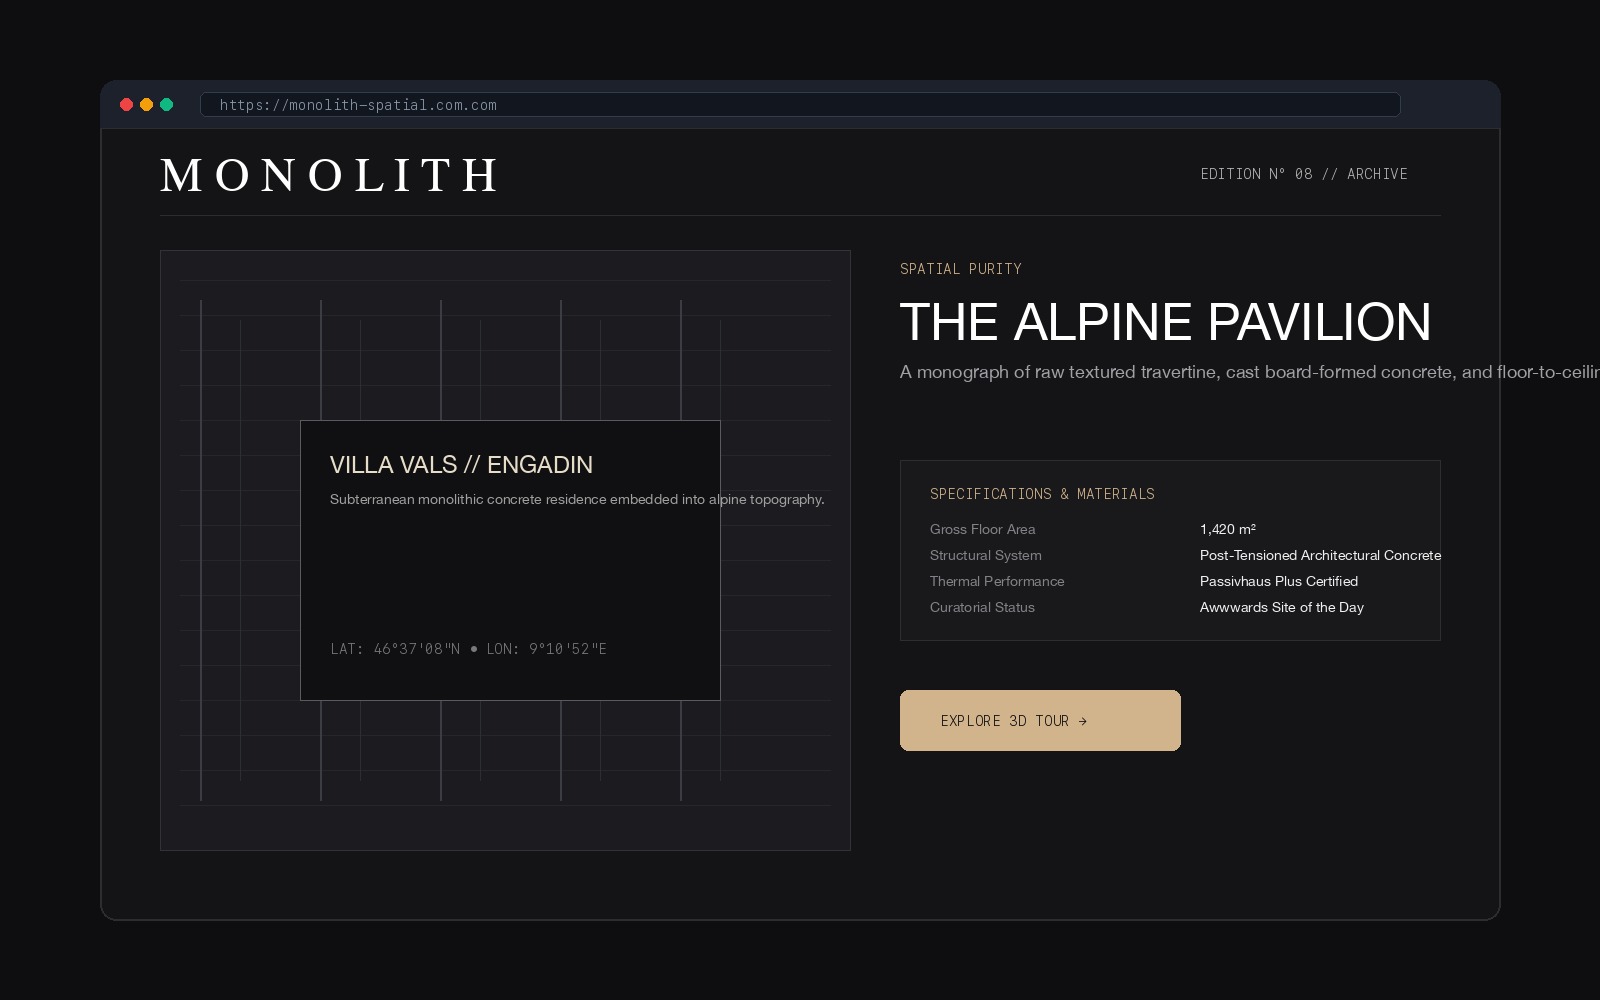 https://monolith-spatial.com.com
MONOLITH
EDITION N° 08 // ARCHIVE
SPATIAL PURITY
THE ALPINE PAVILION
A monograph of raw textured travertine, cast board-formed concrete, and
VILLA VALS // ENGADIN
Subterranean monolithic concrete residence embedded into alpine topography.
LAT: 46°37'08"N ● LON: 9°10'52"E
SPECIFICATIONS & MATERIALS
Gross Floor Area 1,420 m²
Structural System Post-Tensioned Architectural Concrete
Thermal Performance Passivhaus Plus Certified
Curatorial Status Awwwards Site of the Day
EXPLORE 3D TOUR →